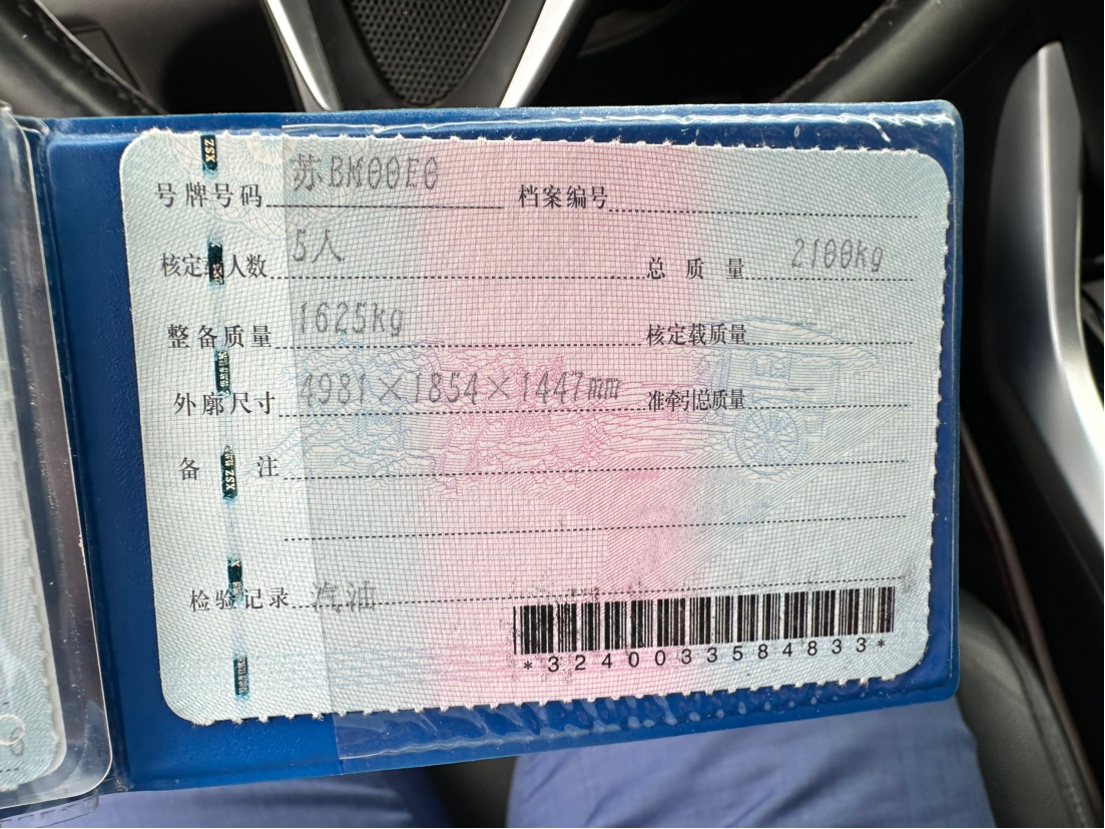 号牌号码 苏BM00E0 档案编号
核定载人数 5人 总质量 2100kg
整备质量 1625kg 核定载质量
外廓尺寸 4981×1854×1447mm 准牵引总质量 --
备注
检验记录 汽油
*3240033584833*
XSZ
XSZ